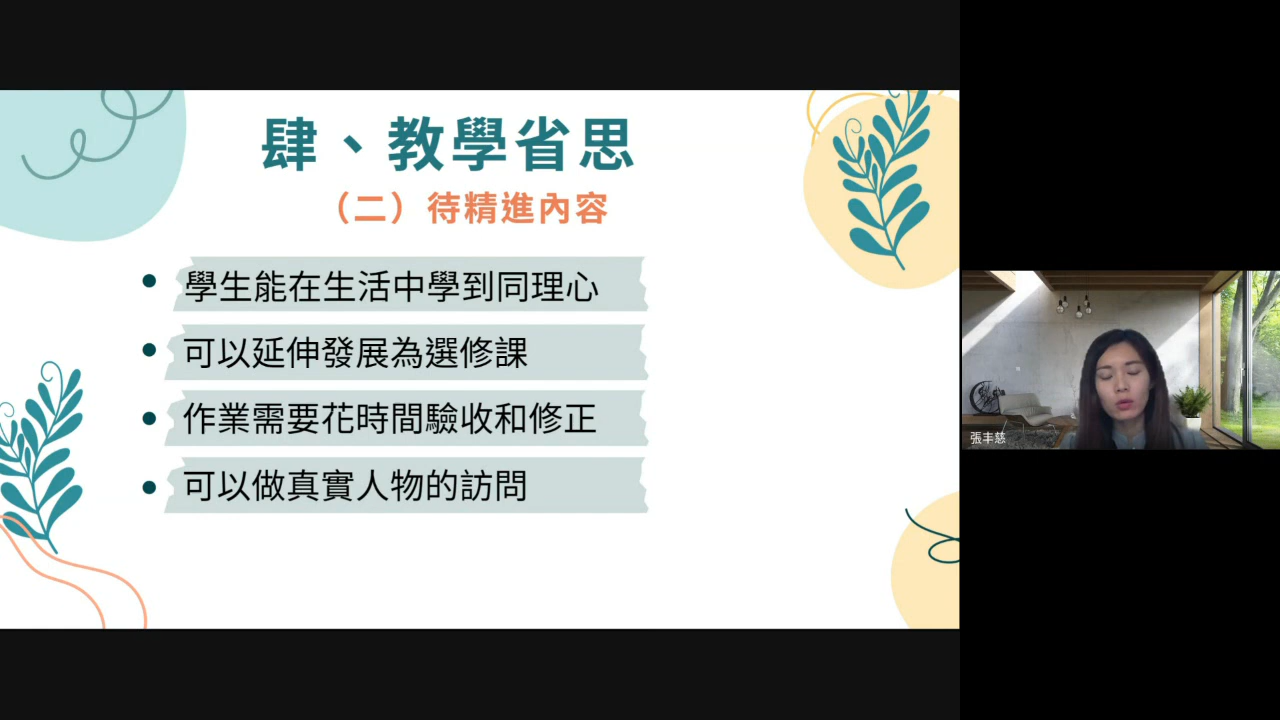 肆、教學省思
（二）待精進內容
學生能在生活中學到同理心
可以延伸發展為選修課
作業需要花時間驗收和修正
可以做真實人物的訪問
張丰慈